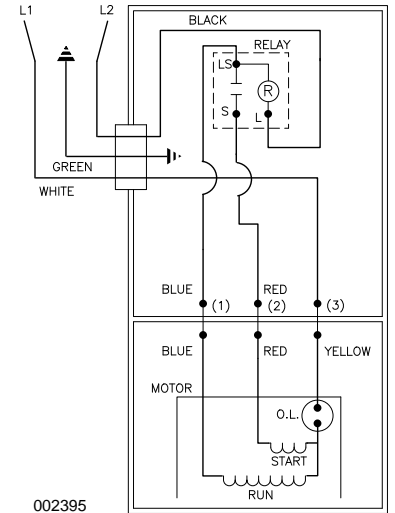 L1
L2
BLACK
RELAY
LS
R
S
L
GREEN
WHITE
BLUE
RED
(1)
(2)
(3)
BLUE
RED
YELLOW
MOTOR
O.L.
START
RUN
002395